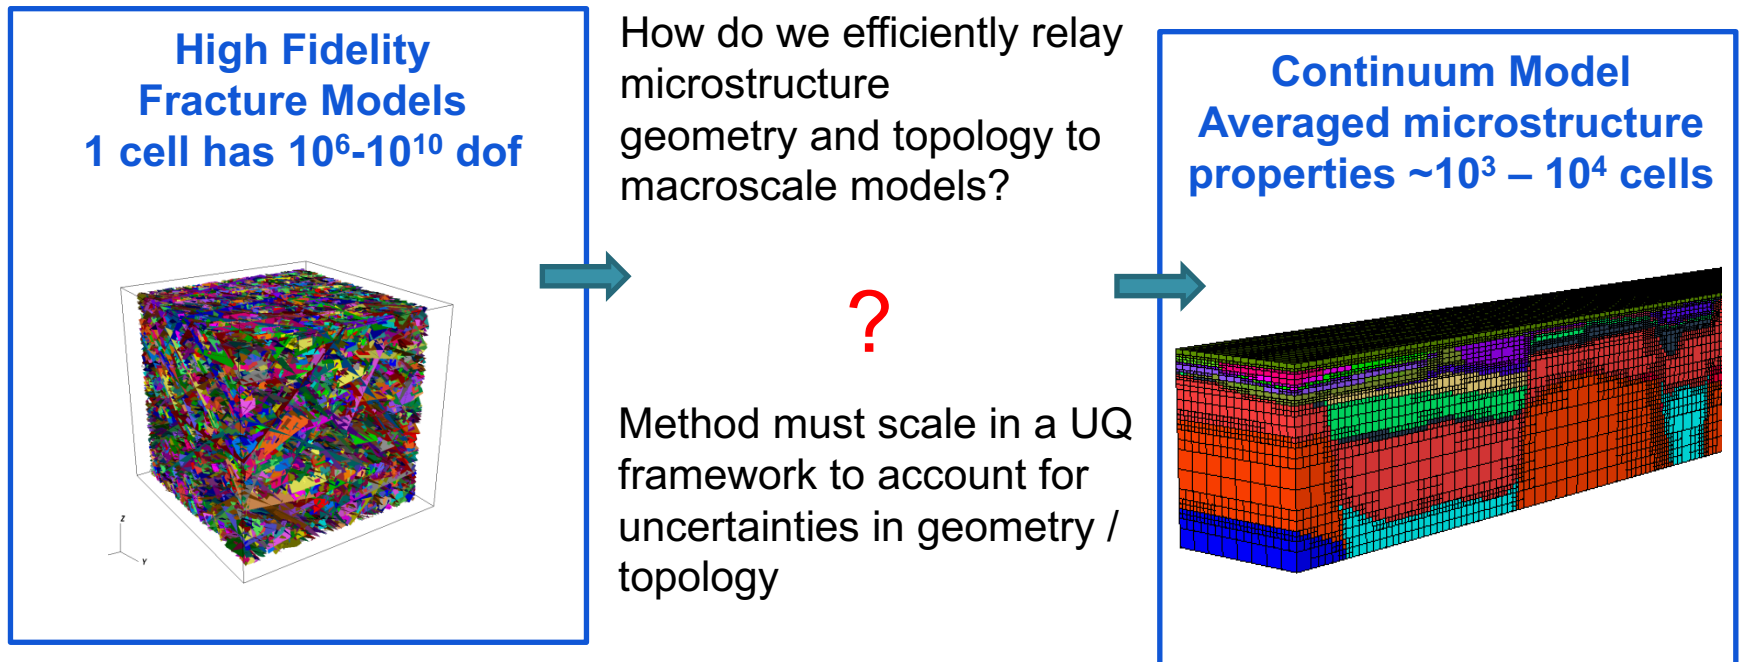 High Fidelity
Fracture Models
1 cell has 10⁶-10¹⁰ dof
z
Y
How do we efficiently relay
microstructure
geometry and topology to
macroscale models?
?
Method must scale in a UQ
framework to account for
uncertainties in geometry /
topology
Continuum Model
Averaged microstructure
properties ~10³ – 10⁴ cells